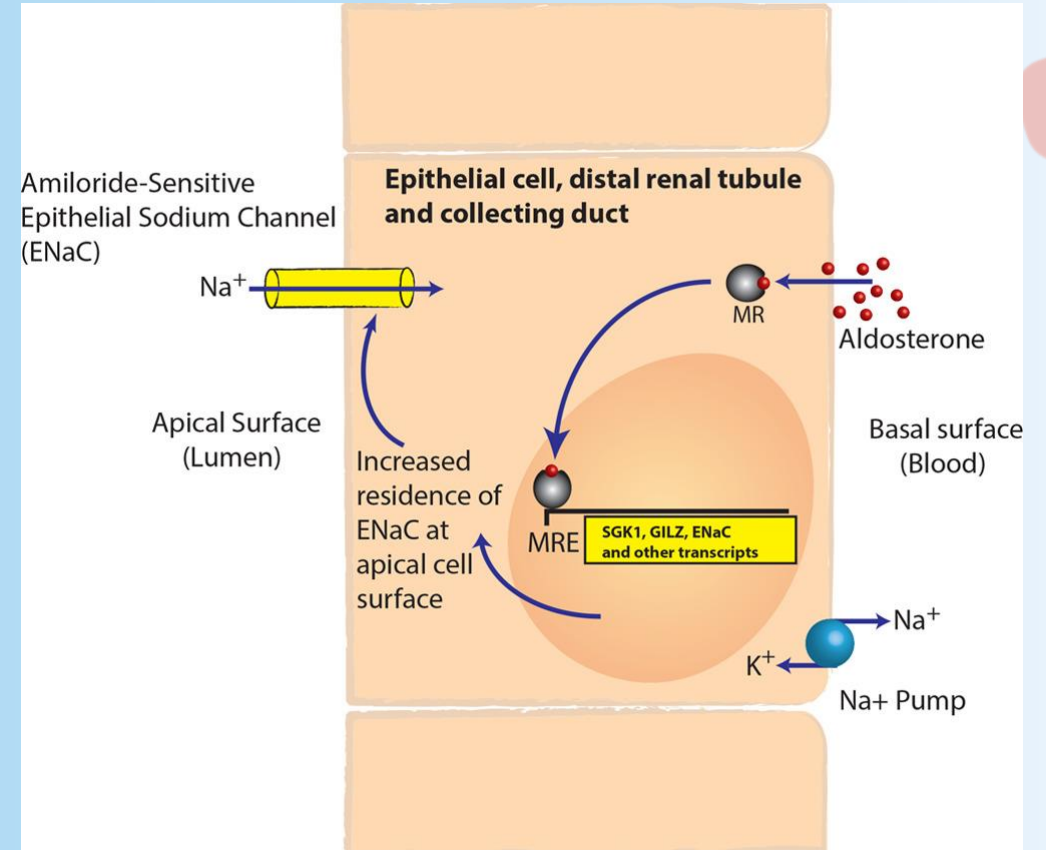 Amiloride-Sensitive
Epithelial Sodium Channel
(ENaC)
Na+
Epithelial cell, distal renal tubule
and collecting duct
MR
Aldosterone
Apical Surface
(Lumen)
Basal surface
(Blood)
Increased
residence of
ENaC at
apical cell
surface
MRE
SGK1, GILZ, ENaC
and other transcripts
Na+
K+
Na+ Pump